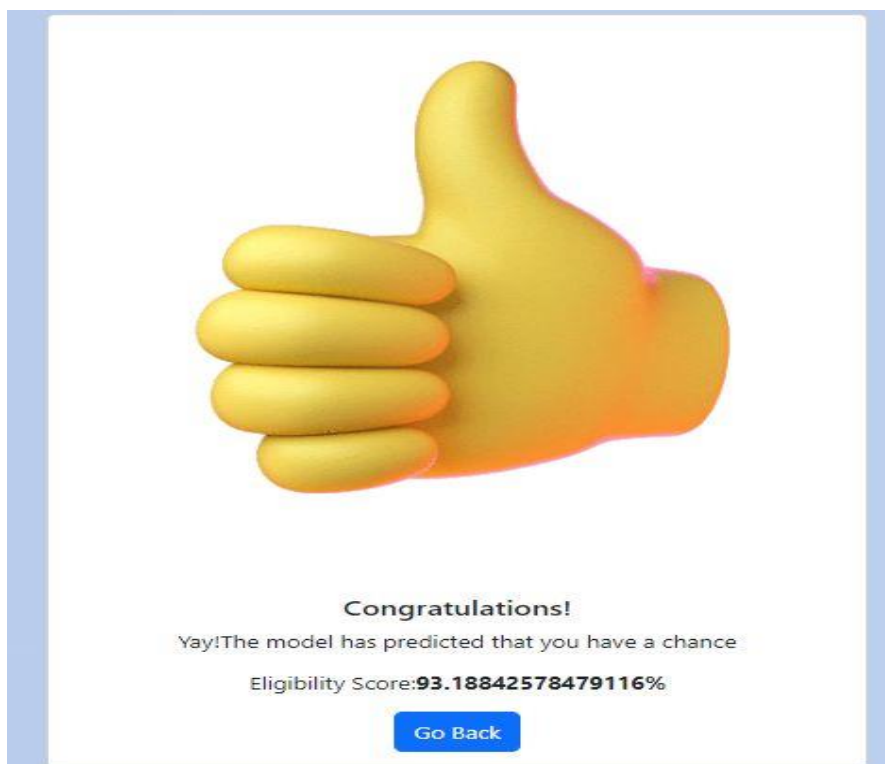 Congratulations!
Yay!The model has predicted that you have a chance
Eligibility Score:93.18842578479116%
Go Back